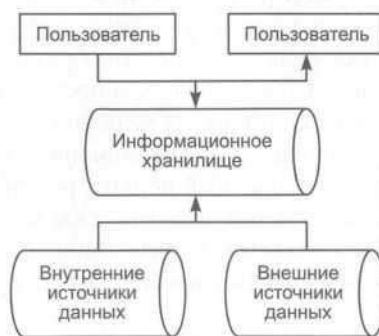 Пользователь
Пользователь
Информационное
хранилище
Внутренние
источники
данных
Внешние
источники
данных